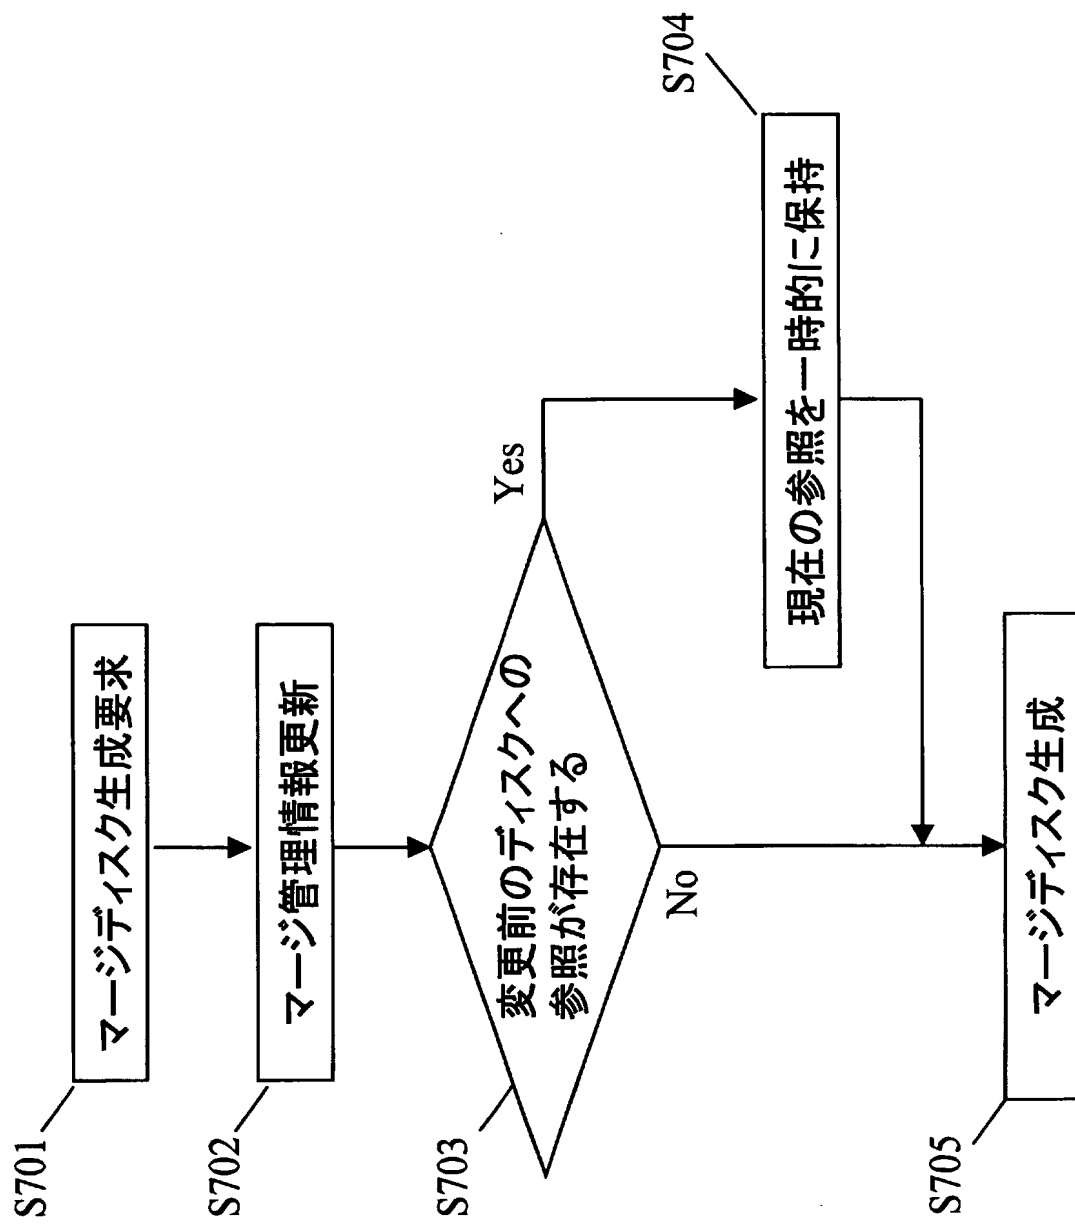 S701
マージディスク生成要求
S702
マージ管理情報更新
S703
変更前のディスクへの
参照が存在する
Yes
No
S704
現在の参照を一時的に保持
S705
マージディスク生成